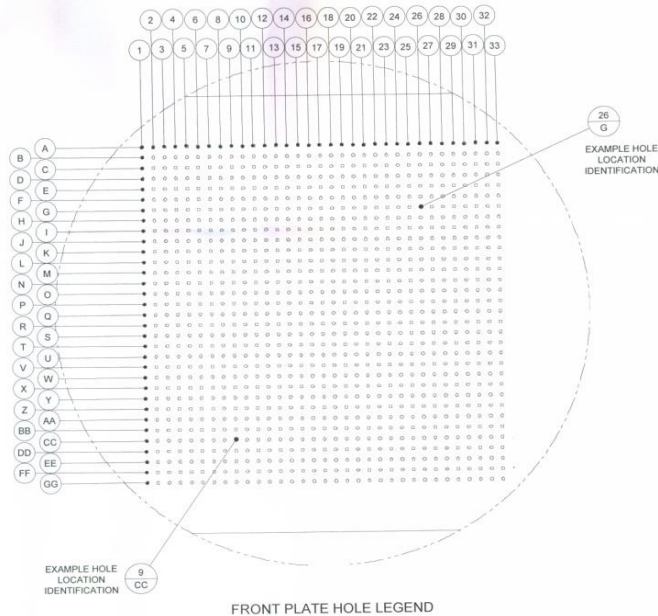 2 4 6 8 10 12 14 16 18 20 22 24 26 28 30 32
1 3 5 7 9 11 13 15 17 19 21 23 25 27 29 31 33
26
G
EXAMPLE HOLE
LOCATION
IDENTIFICATION
A
B
C
D
E
F
G
H
I
J
K
L
M
N
O
P
Q
R
S
T
U
V
W
X
Y
Z
AA
BB
CC
DD
EE
FF
GG
EXAMPLE HOLE
LOCATION
IDENTIFICATION
9
CC
FRONT PLATE HOLE LEGEND